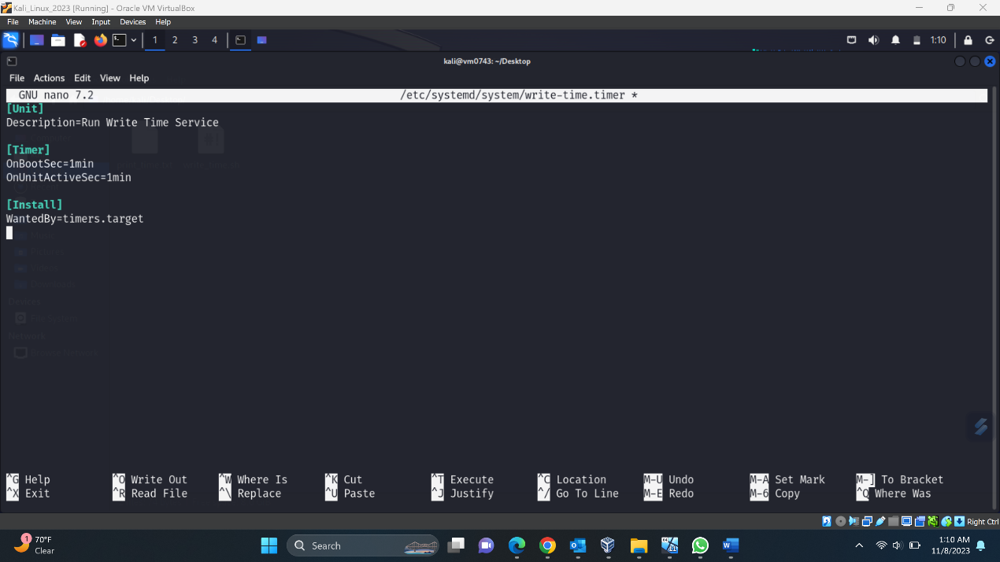 Kali_Linux_2023 [Running] - Oracle VM VirtualBox
File Machine View Input Devices Help
1 2 3 4 1:10
kali@vm0743: ~/Desktop
File Actions Edit View Help
GNU nano 7.2 /etc/systemd/system/write-time.timer *
[Unit]
Description=Run Write Time Service
[Timer]
OnBootSec=1min
OnUnitActiveSec=1min
[Install]
WantedBy=timers.target
Devices
Network
^G Help ^O Write Out ^W Where Is ^K Cut ^T Execute ^C Location M-U Undo M-A Set Mark M-] To Bracket
^X Exit ^R Read File ^\ Replace ^U Paste ^J Justify ^/ Go To Line M-E Redo M-6 Copy ^Q Where Was
Right Ctrl
1 70°F
Clear
Search
1:10 AM
11/8/2023